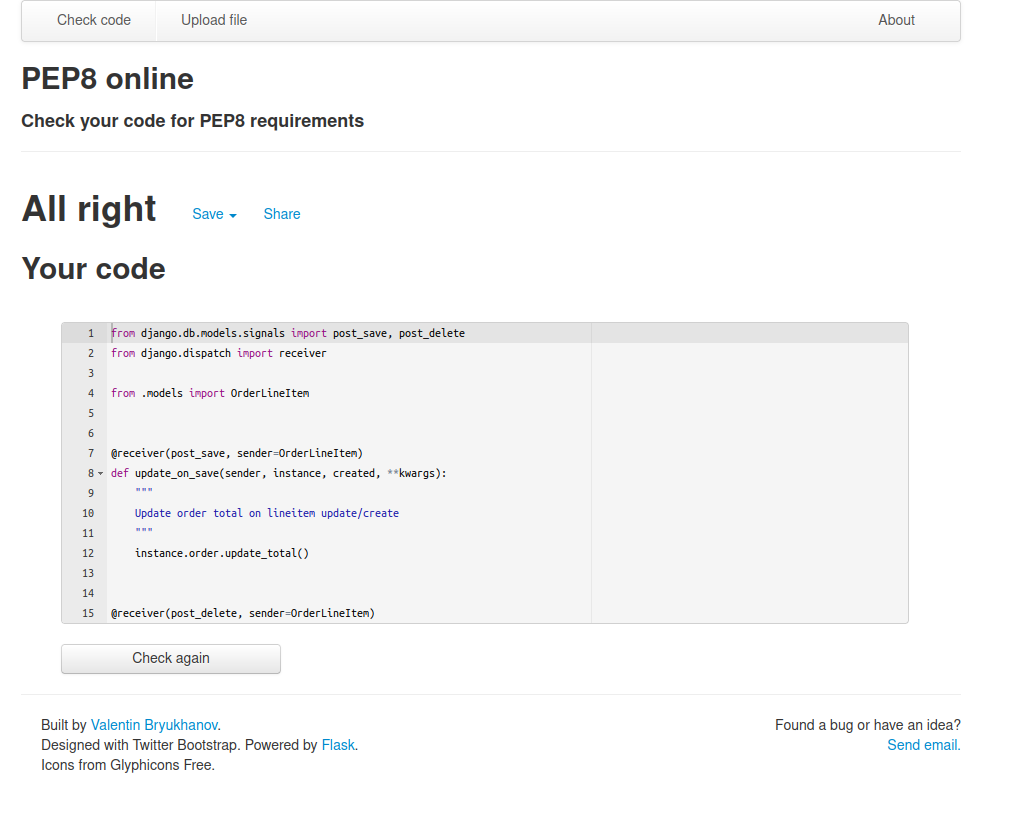 Check code Upload file About
PEP8 online
Check your code for PEP8 requirements
All right Save Share
Your code
1 from django.db.models.signals import post_save, post_delete
2 from django.dispatch import receiver
3
4 from .models import OrderLineItem
5
6
7 @receiver(post_save, sender=OrderLineItem)
8 def update_on_save(sender, instance, created, **kwargs):
9     """
10     Update order total on lineitem update/create
11     """
12     instance.order.update_total()
13
14
15 @receiver(post_delete, sender=OrderLineItem)
Check again
Built by Valentin Bryukhanov. Found a bug or have an idea?
Designed with Twitter Bootstrap. Powered by Flask. Send email.
Icons from Glyphicons Free.